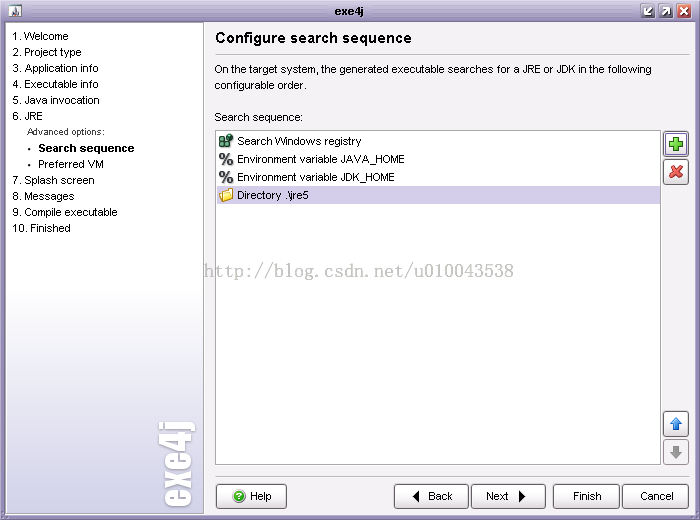 exe4j
1. Welcome
2. Project type
3. Application info
4. Executable info
5. Java invocation
6. JRE
Advanced options:
• Search sequence
• Preferred VM
7. Splash screen
8. Messages
9. Compile executable
10. Finished
exe4j
Configure search sequence
On the target system, the generated executable searches for a JRE or JDK in the following
configurable order.
Search sequence:
Search Windows registry
% Environment variable JAVA_HOME
% Environment variable JDK_HOME
Directory .\jre5
http://blog.csdn.net/u010043538
? Help
Back
Next
Finish
Cancel